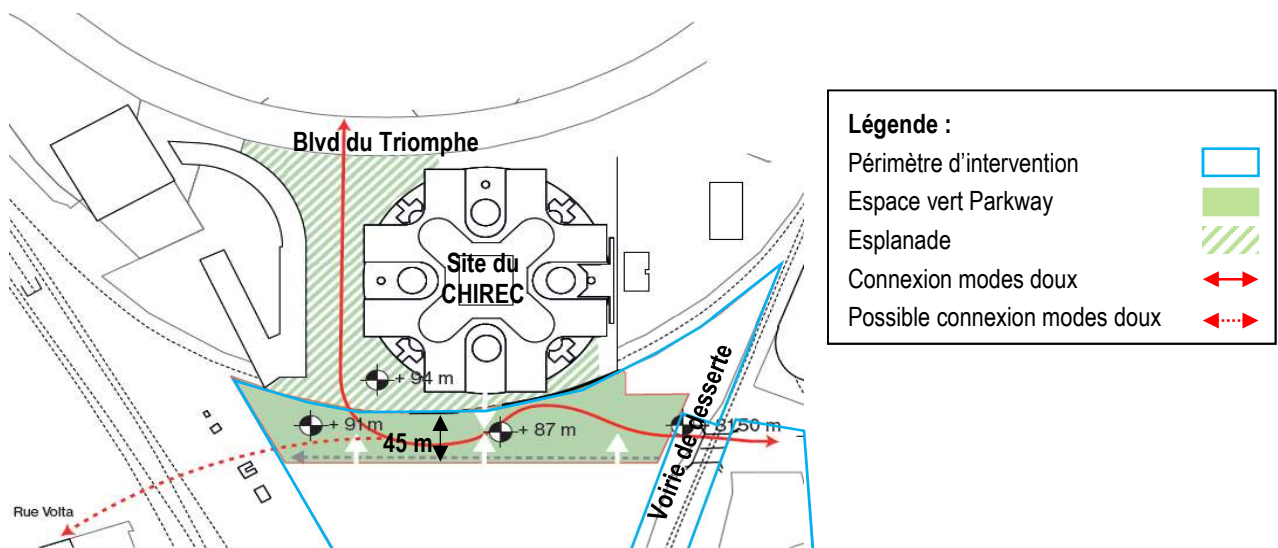 Blvd du Triomphe
Site du
CHIREC
+ 94 m
+ 91 m
45 m
+ 87 m
Voirie de desserte
Rue Volta
Légende :
Périmètre d'intervention
Espace vert Parkway
Esplanade
Connexion modes doux
Possible connexion modes doux